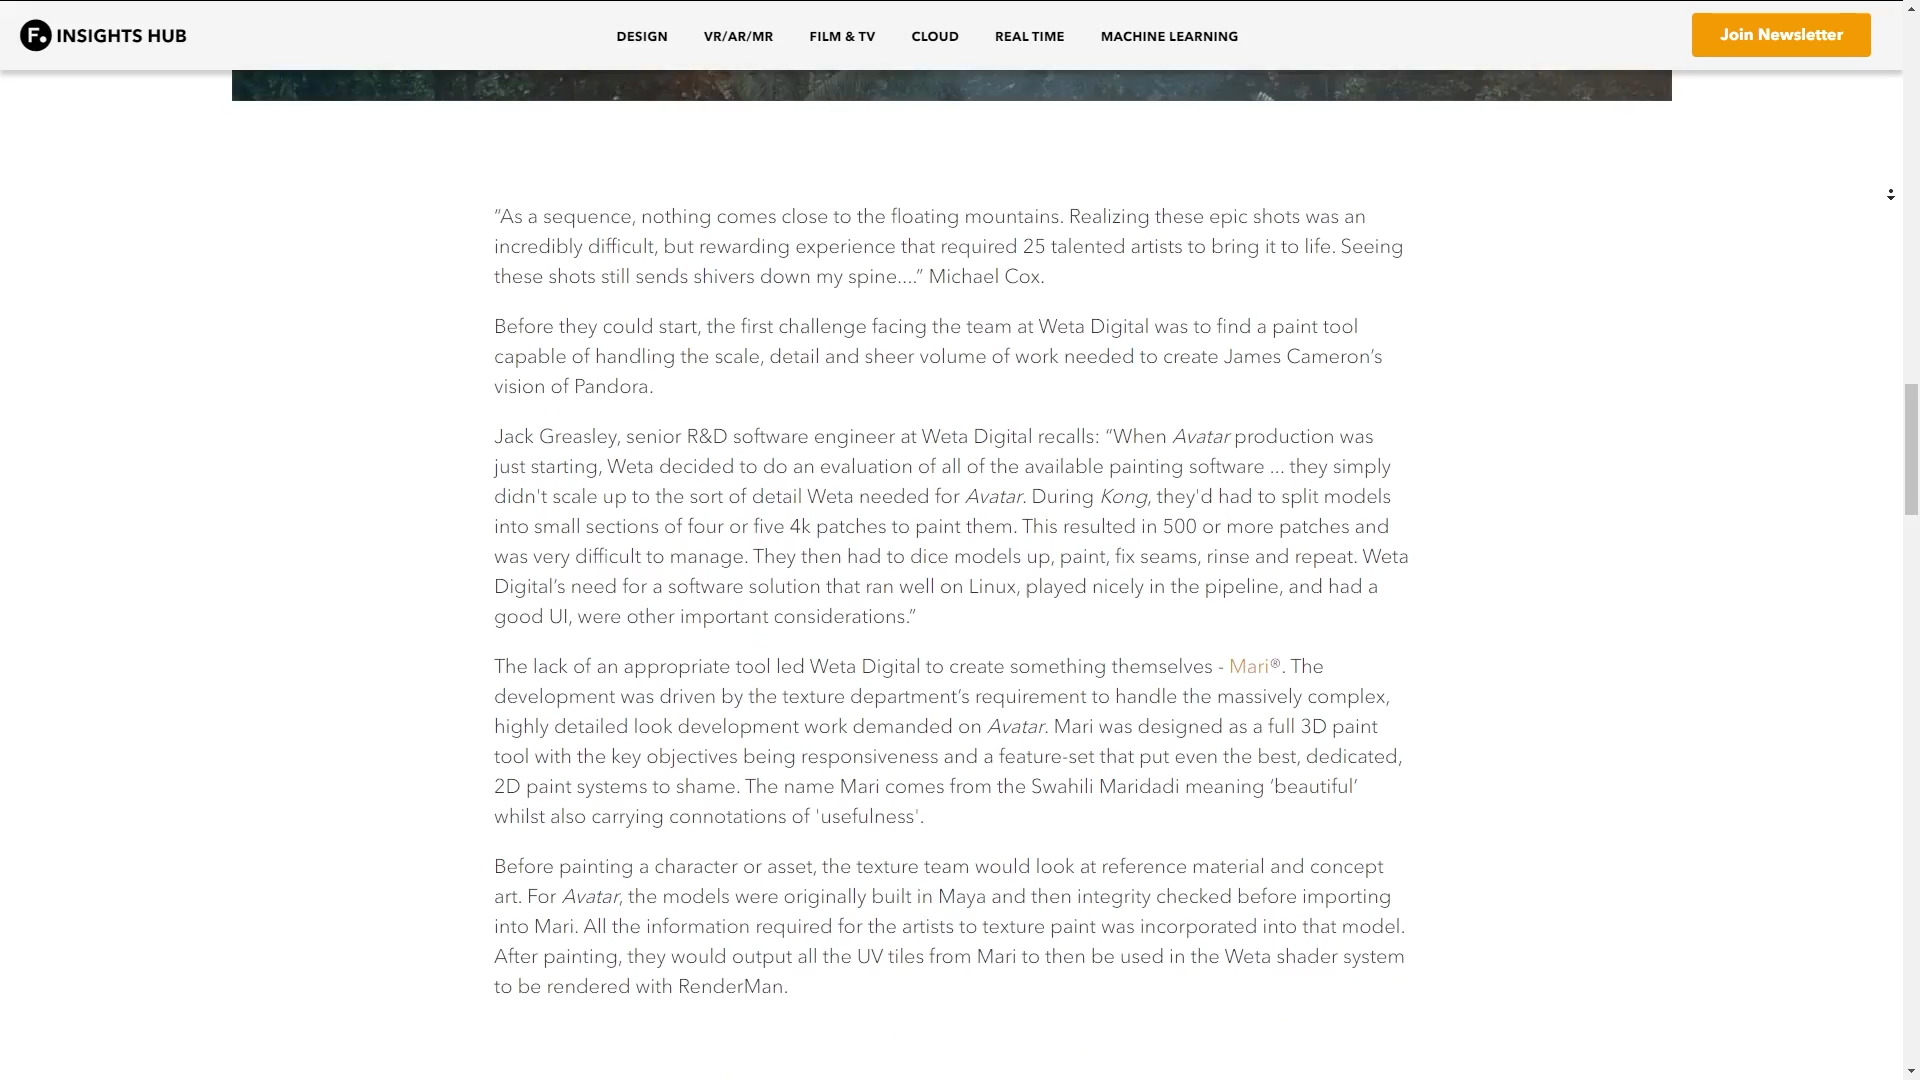 F. INSIGHTS HUB
DESIGN VR/AR/MR FILM & TV CLOUD REAL TIME MACHINE LEARNING
Join Newsletter
“As a sequence, nothing comes close to the floating mountains. Realizing these epic shots was an
incredibly difficult, but rewarding experience that required 25 talented artists to bring it to life. Seeing
these shots still sends shivers down my spine....” Michael Cox.
Before they could start, the first challenge facing the team at Weta Digital was to find a paint tool
capable of handling the scale, detail and sheer volume of work needed to create James Cameron’s
vision of Pandora.
Jack Greasley, senior R&D software engineer at Weta Digital recalls: “When Avatar production was
just starting, Weta decided to do an evaluation of all of the available painting software ... they simply
didn't scale up to the sort of detail Weta needed for Avatar. During Kong, they'd had to split models
into small sections of four or five 4k patches to paint them. This resulted in 500 or more patches and
was very difficult to manage. They then had to dice models up, paint, fix seams, rinse and repeat. Weta
Digital’s need for a software solution that ran well on Linux, played nicely in the pipeline, and had a
good UI, were other important considerations.”
The lack of an appropriate tool led Weta Digital to create something themselves - Mari®. The
development was driven by the texture department’s requirement to handle the massively complex,
highly detailed look development work demanded on Avatar. Mari was designed as a full 3D paint
tool with the key objectives being responsiveness and a feature-set that put even the best, dedicated,
2D paint systems to shame. The name Mari comes from the Swahili Maridadi meaning ‘beautiful’
whilst also carrying connotations of 'usefulness'.
Before painting a character or asset, the texture team would look at reference material and concept
art. For Avatar, the models were originally built in Maya and then integrity checked before importing
into Mari. All the information required for the artists to texture paint was incorporated into that model.
After painting, they would output all the UV tiles from Mari to then be used in the Weta shader system
to be rendered with RenderMan.